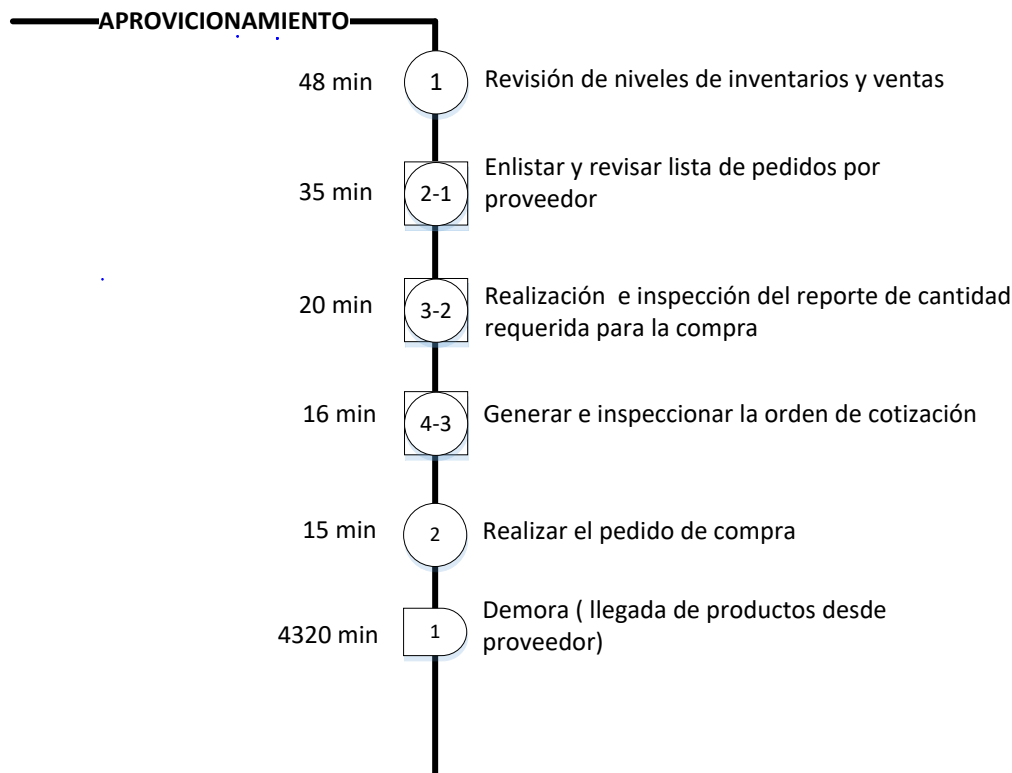 APROVICIONAMIENTO
48 min
1
Revisión de niveles de inventarios y ventas
35 min
2-1
Enlistar y revisar lista de pedidos por
proveedor
20 min
3-2
Realización e inspección del reporte de cantidad
requerida para la compra
16 min
4-3
Generar e inspeccionar la orden de cotización
15 min
2
Realizar el pedido de compra
4320 min
1
Demora ( llegada de productos desde
proveedor)